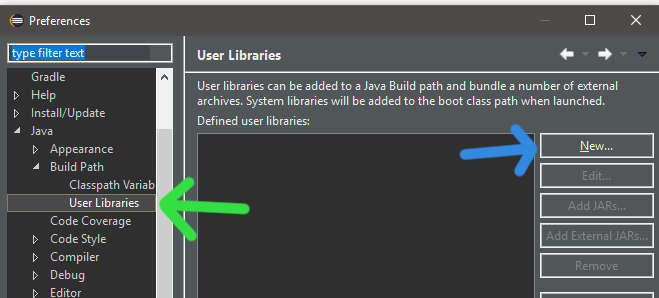 Preferences
type filter text
Gradle
Help
Install/Update
Java
Appearance
Build Path
Classpath Variab
User Libraries
Code Coverage
Code Style
Compiler
Debug
Editor
User Libraries
User libraries can be added to a Java Build path and bundle a number of external
archives. System libraries will be added to the boot class path when launched.
Defined user libraries:
New...
Edit...
Add JARs...
Add External JARs...
Remove